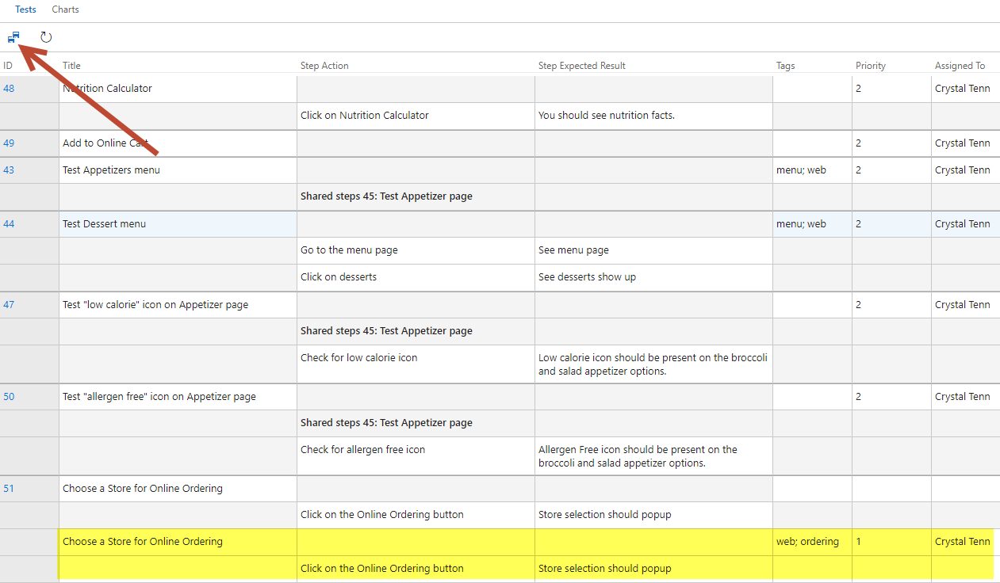 Tests Charts
ID Title Step Action Step Expected Result Tags Priority Assigned To
48 Nutrition Calculator 2 Crystal Tenn
Click on Nutrition Calculator You should see nutrition facts.
49 Add to Online Cart 2 Crystal Tenn
43 Test Appetizers menu menu; web 2 Crystal Tenn
Shared steps 45: Test Appetizer page
44 Test Dessert menu menu; web 2 Crystal Tenn
Go to the menu page See menu page
Click on desserts See desserts show up
47 Test "low calorie" icon on Appetizer page 2 Crystal Tenn
Shared steps 45: Test Appetizer page
Check for low calorie icon Low calorie icon should be present on the broccoli
and salad appetizer options.
50 Test "allergen free" icon on Appetizer page 2 Crystal Tenn
Shared steps 45: Test Appetizer page
Check for allergen free icon Allergen Free icon should be present on the
broccoli and salad appetizer options.
51 Choose a Store for Online Ordering
Click on the Online Ordering button Store selection should popup
Choose a Store for Online Ordering web; ordering 1 Crystal Tenn
Click on the Online Ordering button Store selection should popup